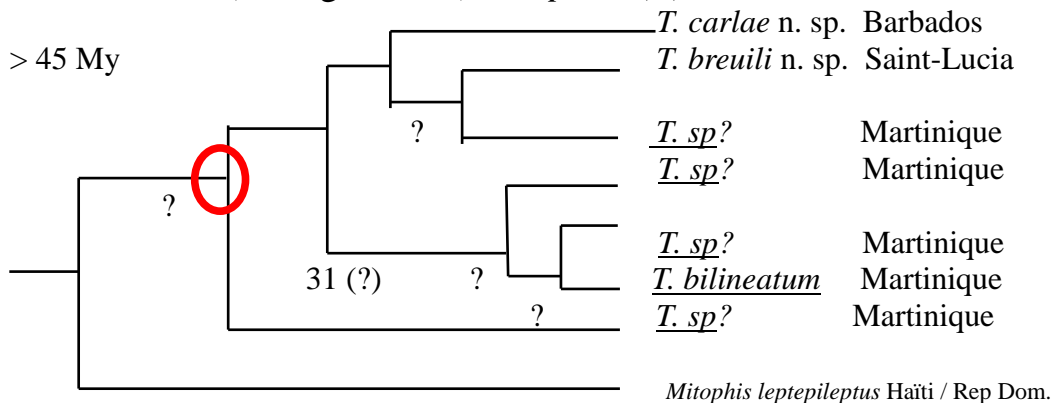 T. carlae n. sp. Barbados
> 45 My
T. breuili n. sp. Saint-Lucia
?
T. sp? Martinique
T. sp? Martinique
?
T. sp? Martinique
31 (?)
?
T. bilineatum Martinique
?
T. sp? Martinique
Mitophis leptepileptus Haïti / Rep Dom.